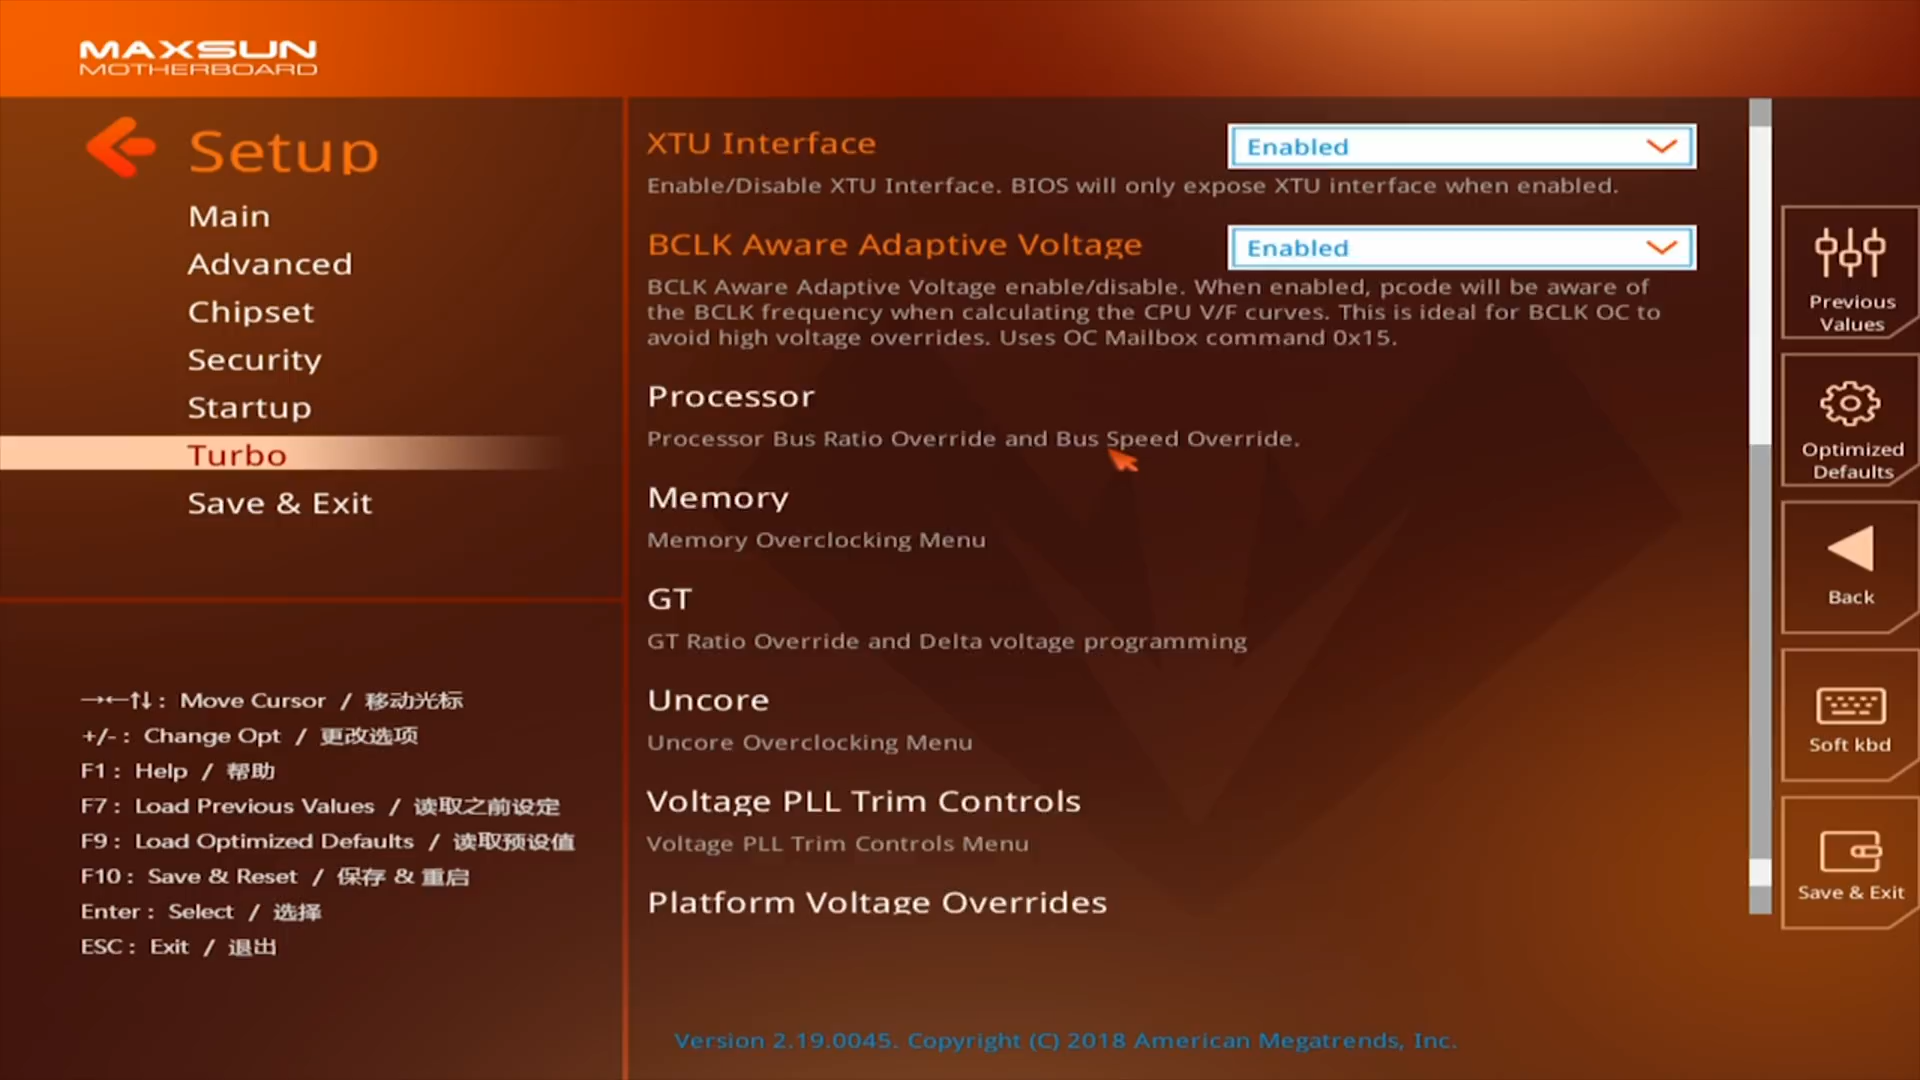 MAXSUN
MOTHERBOARD
Setup
Main
Advanced
Chipset
Security
Startup
Turbo
Save & Exit
→←↑↓ : Move Cursor / 移动光标
+/- : Change Opt / 更改选项
F1 : Help / 帮助
F7 : Load Previous Values / 读取之前设定
F9 : Load Optimized Defaults / 读取预设值
F10 : Save & Reset / 保存 & 重启
Enter : Select / 选择
ESC : Exit / 退出
XTU Interface
Enabled
Enable/Disable XTU Interface. BIOS will only expose XTU interface when enabled.
BCLK Aware Adaptive Voltage
Enabled
BCLK Aware Adaptive Voltage enable/disable. When enabled, pcode will be aware of
the BCLK frequency when calculating the CPU V/F curves. This is ideal for BCLK OC to
avoid high voltage overrides. Uses OC Mailbox command 0x15.
Processor
Processor Bus Ratio Override and Bus Speed Override.
Memory
Memory Overclocking Menu
GT
GT Ratio Override and Delta voltage programming
Uncore
Uncore Overclocking Menu
Voltage PLL Trim Controls
Voltage PLL Trim Controls Menu
Platform Voltage Overrides
Previous
Values
Optimized
Defaults
Back
Soft kbd
Save & Exit
Version 2.19.0045. Copyright (C) 2018 American Megatrends, Inc.